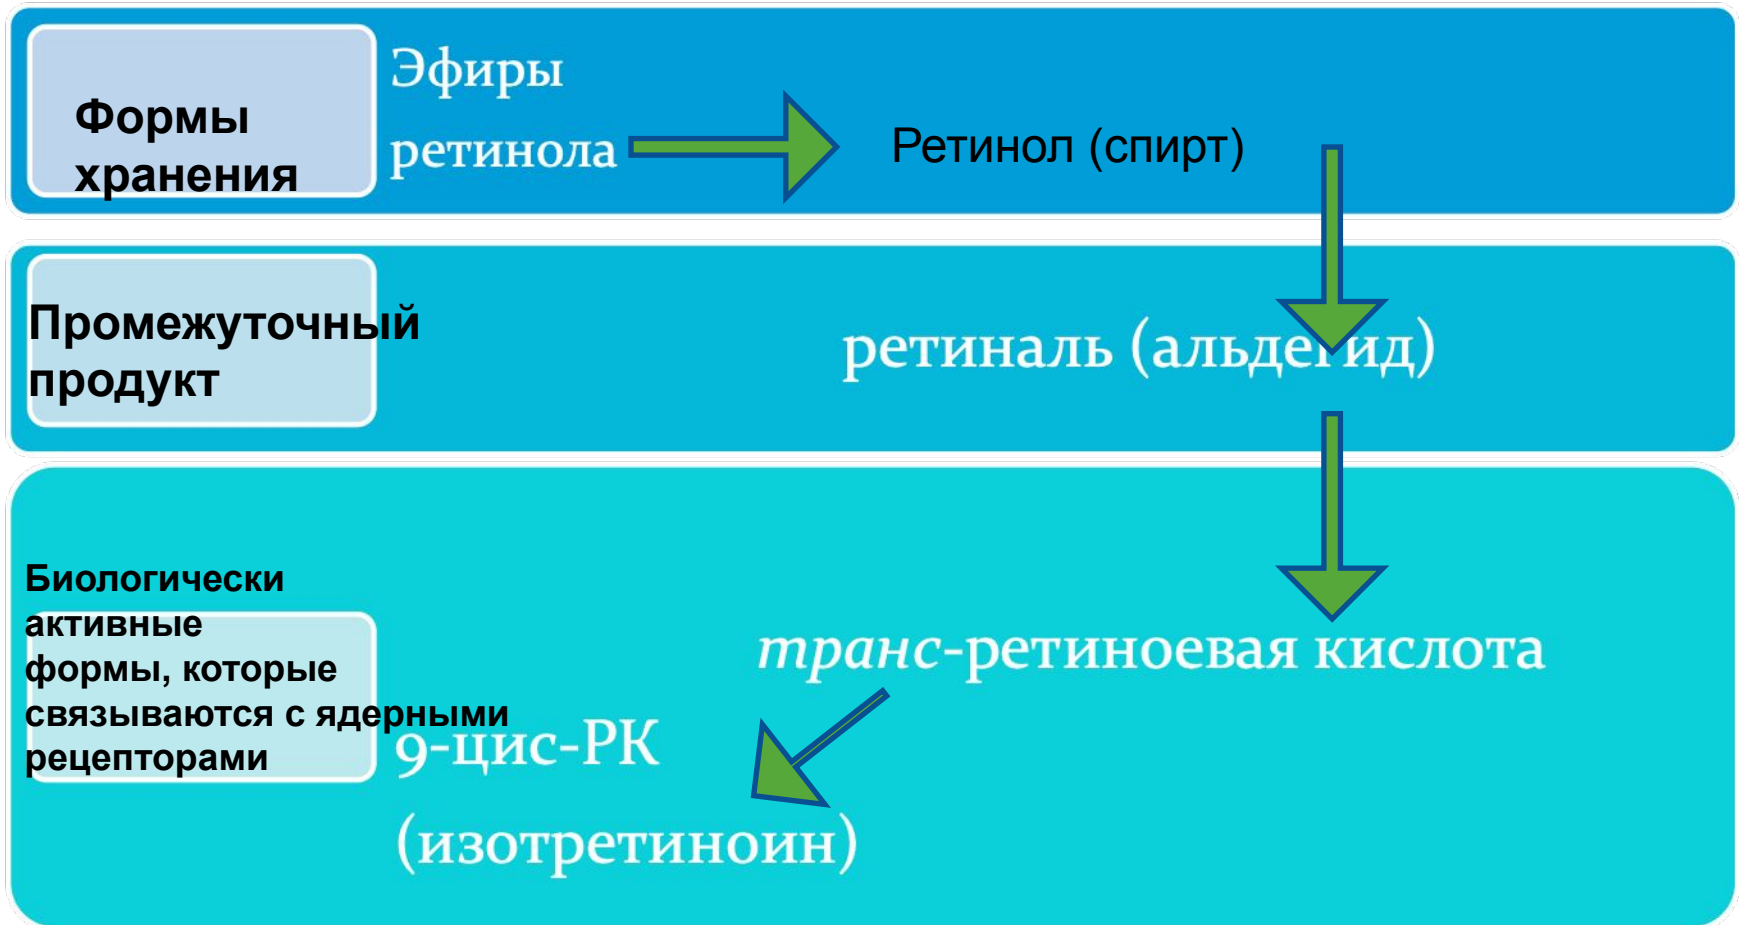 Формы
хранения
Эфиры
ретинола
Ретинол (спирт)
Промежуточный
продукт
ретиналь (альдегид)
Биологически
активные
формы, которые
связываются с ядерными
рецепторами
транс-ретиноевая кислота
9-цис-РК
(изотретиноин)